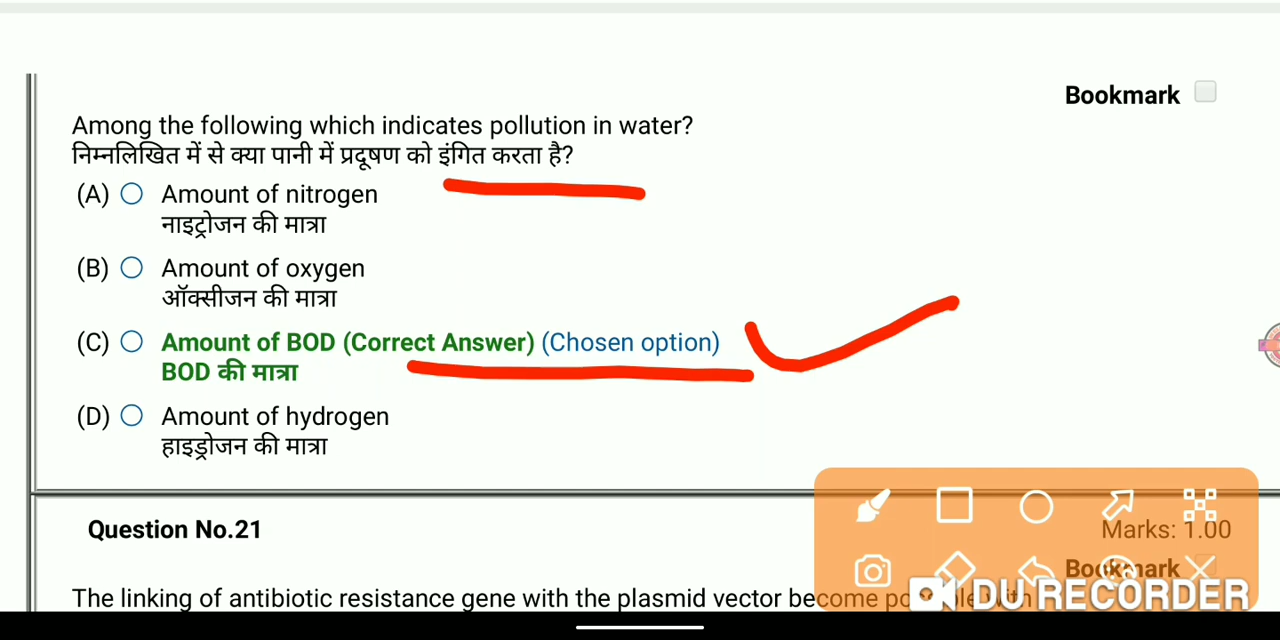 Bookmark
Among the following which indicates pollution in water?
निम्नलिखित में से क्या पानी में प्रदूषण को इंगित करता है?
(A) Amount of nitrogen
नाइट्रोजन की मात्रा
(B) Amount of oxygen
ऑक्सीजन की मात्रा
(C) Amount of BOD (Correct Answer) (Chosen option)
BOD की मात्रा
(D) Amount of hydrogen
हाइड्रोजन की मात्रा
Question No.21
Marks: 1.00
Bookmark
The linking of antibiotic resistance gene with the plasmid vector become with
DU RECORDER